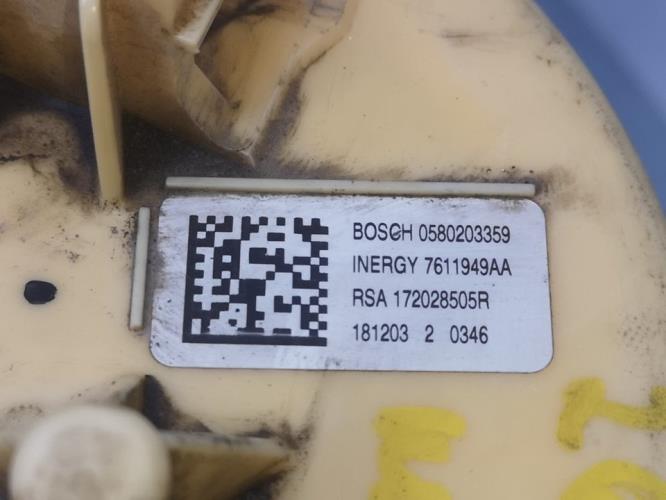 BOSCH 0580203359
INERGY 7611949AA
RSA 172028505R
181203 2 0346